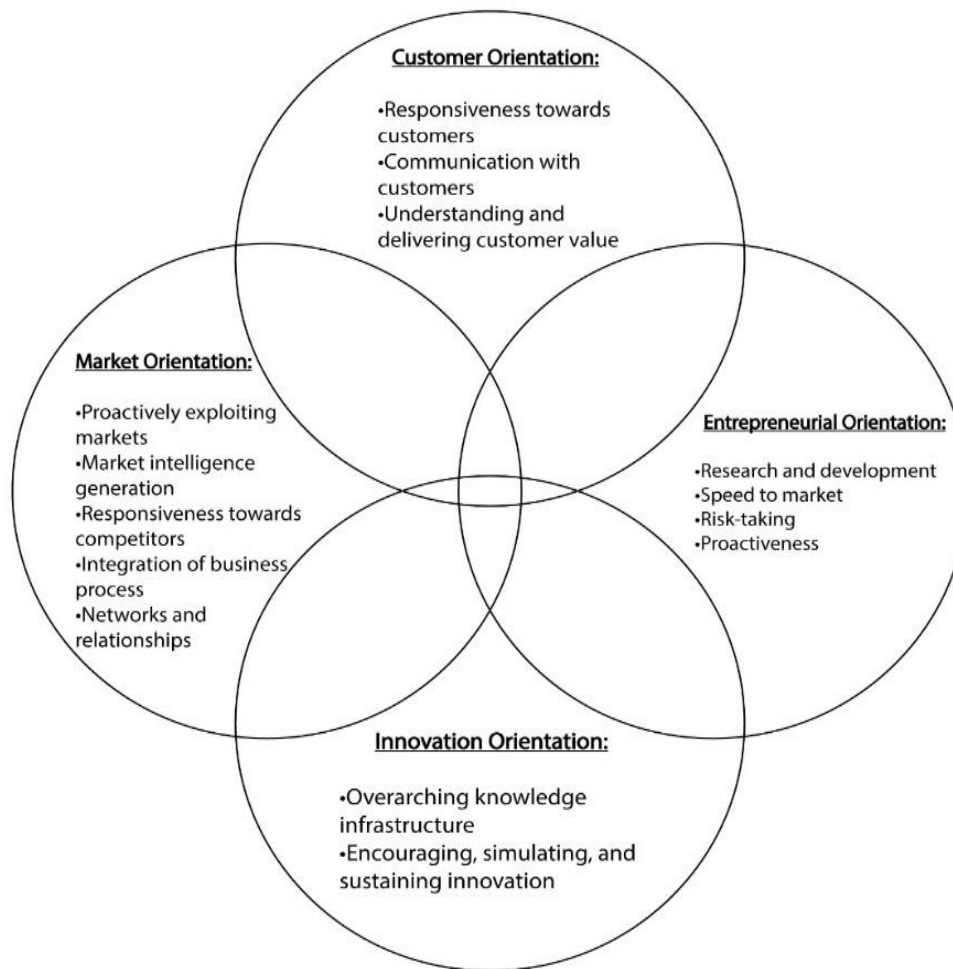 Customer Orientation:
•Responsiveness towards
customers
•Communication with
customers
•Understanding and
delivering customer value
Market Orientation:
•Proactively exploiting
markets
•Market intelligence
generation
•Responsiveness towards
competitors
•Integration of business
process
•Networks and
relationships
Entrepreneurial Orientation:
•Research and development
•Speed to market
•Risk-taking
•Proactiveness
Innovation Orientation:
•Overarching knowledge
infrastructure
•Encouraging, simulating, and
sustaining innovation